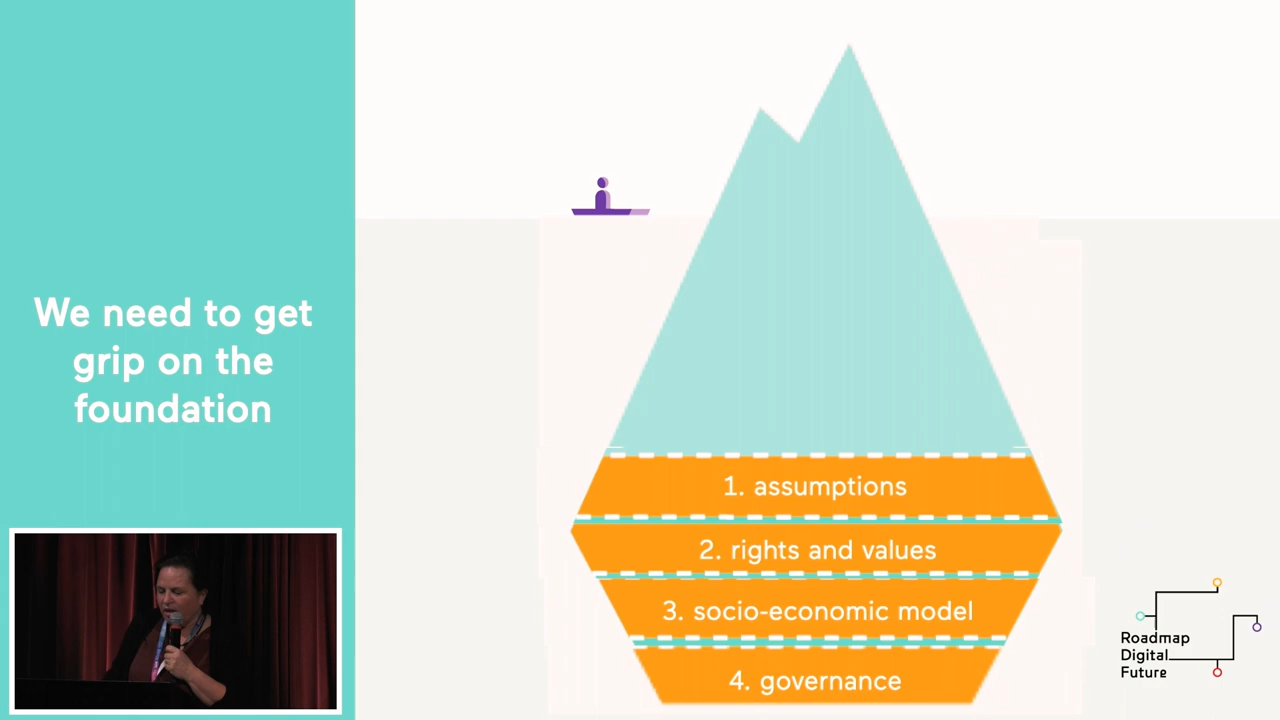 We need to get
grip on the
foundation
1. assumptions
2. rights and values
3. socio-economic model
4. governance
Roadmap
Digital
Future